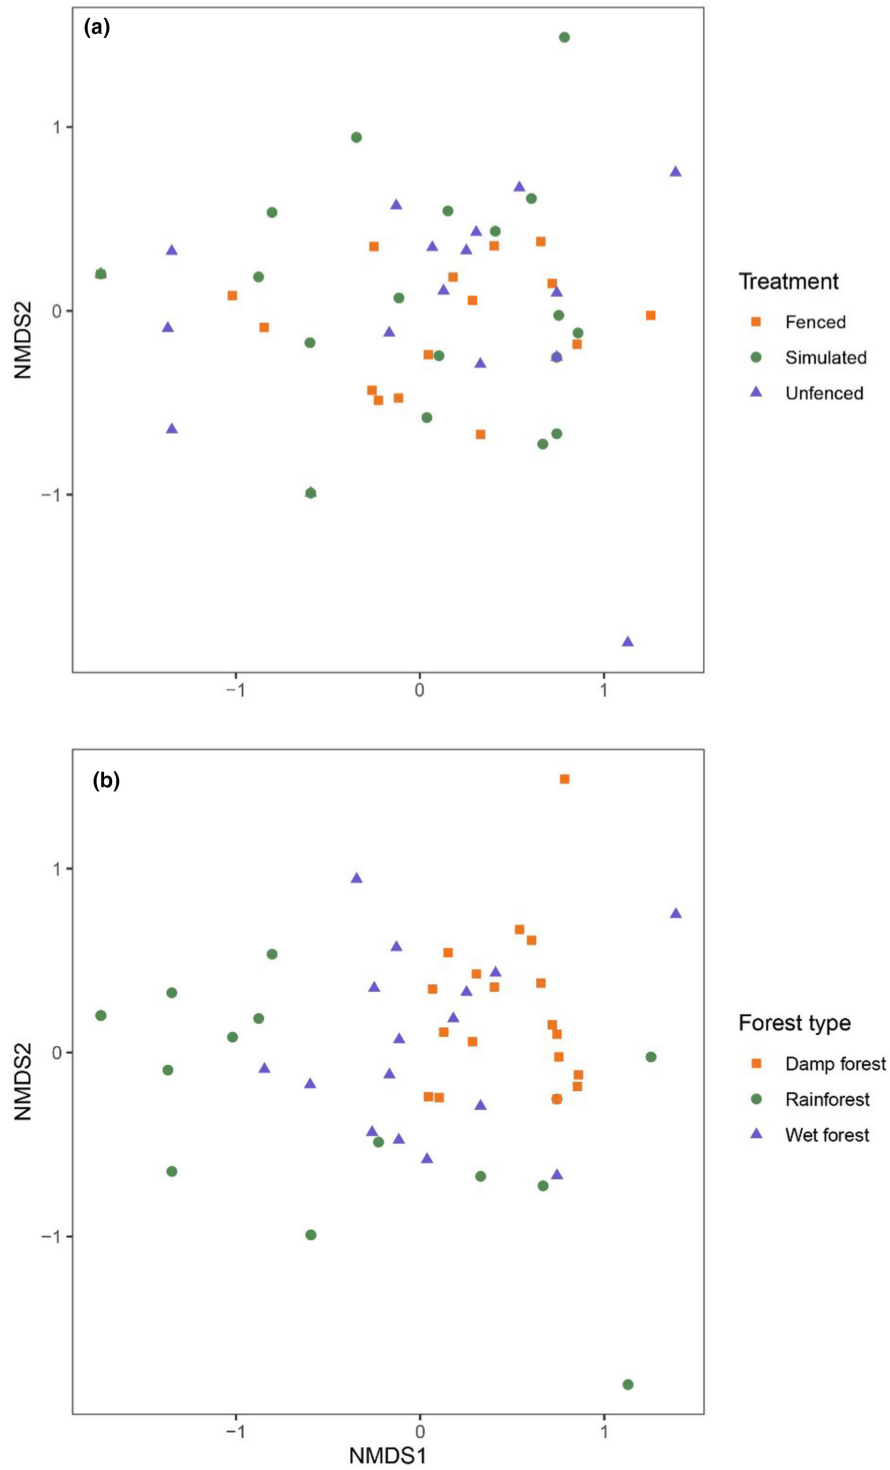 (a)
1
0
−1
NMDS2
−1
0
1
Treatment
Fenced
Simulated
Unfenced
(b)
1
0
−1
NMDS2
−1
0
1
NMDS1
Forest type
Damp forest
Rainforest
Wet forest